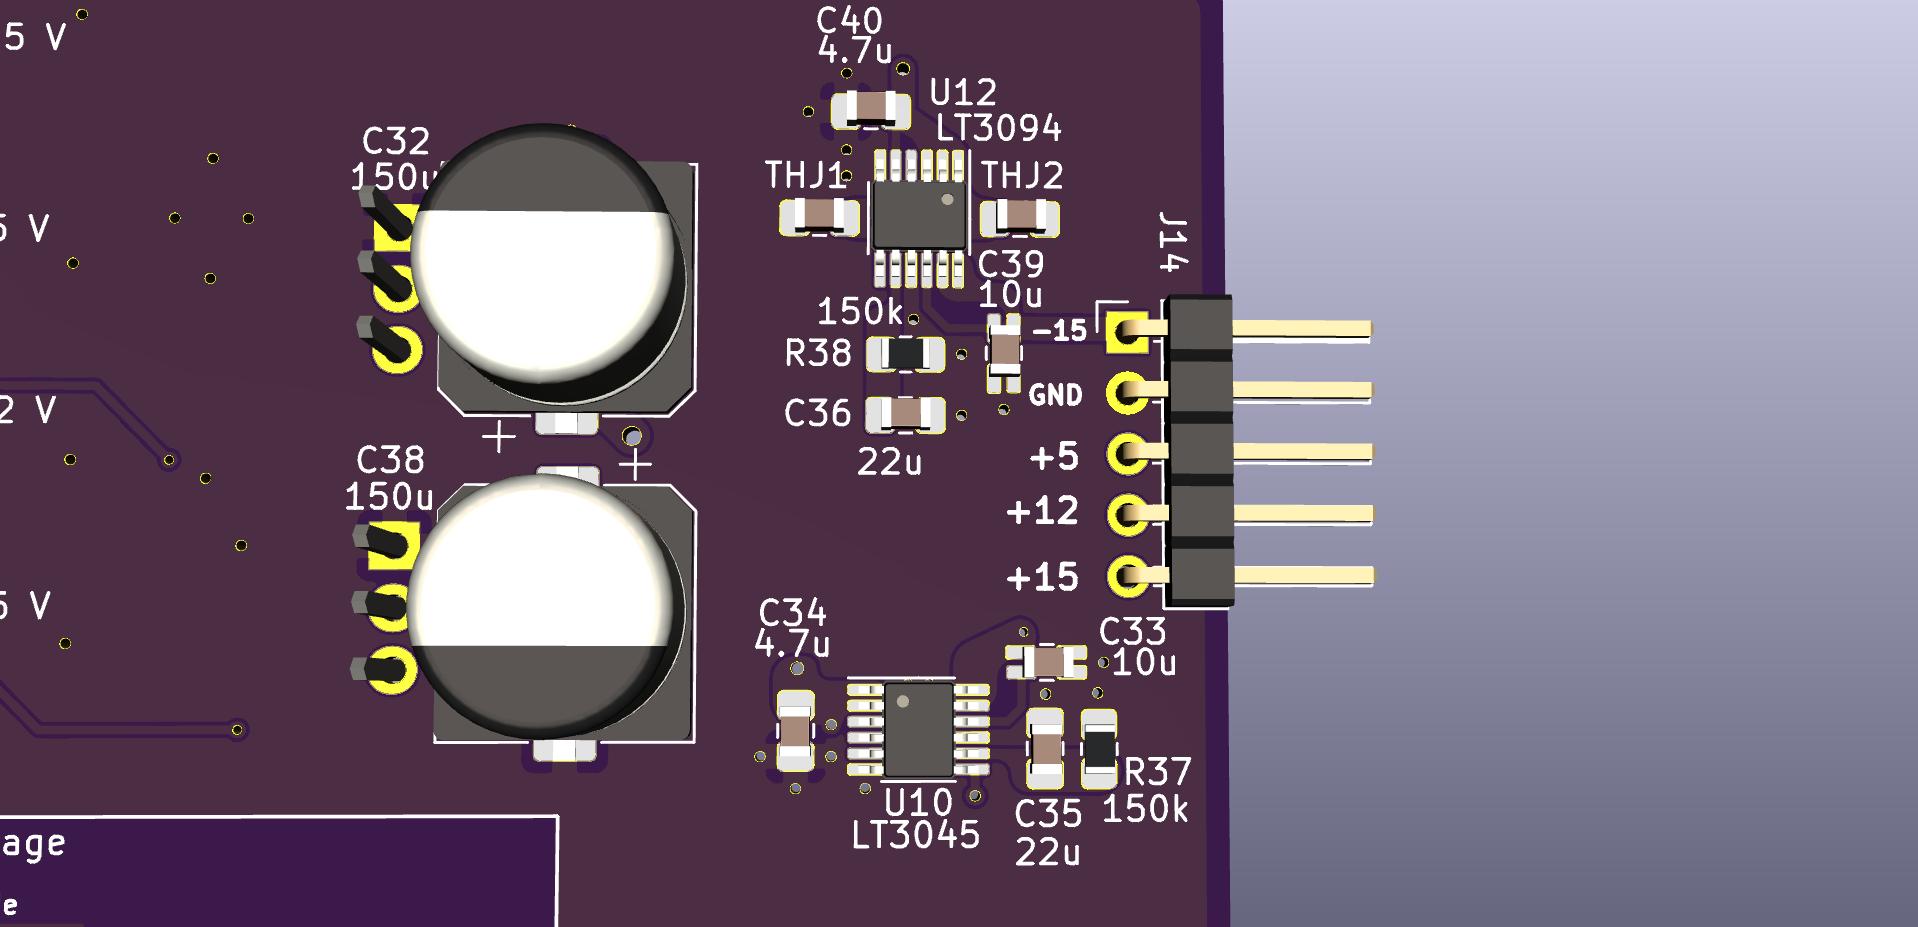 5 V
5 V
2 V
5 V
age
e
C32
150u
C38
150u
C40
4.7u
U12
LT3094
THJ1
THJ2
C39
10u
150k
R38
C36
22u
J14
-15
GND
+5
+12
+15
C34
4.7u
C33
10u
U10
LT3045
C35
22u
R37
150k
+
+